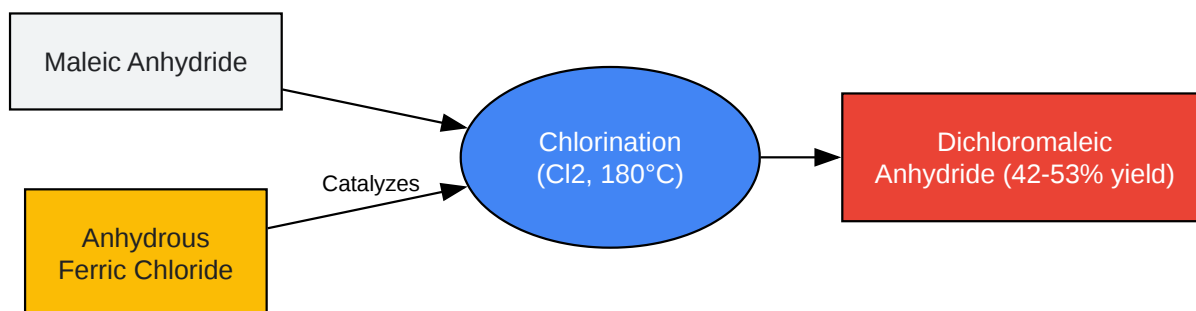 Maleic Anhydride
Catalyzes
Anhydrous
Ferric Chloride
Chlorination
(Cl2, 180°C)
Dichloromaleic
Anhydride (42-53% yield)